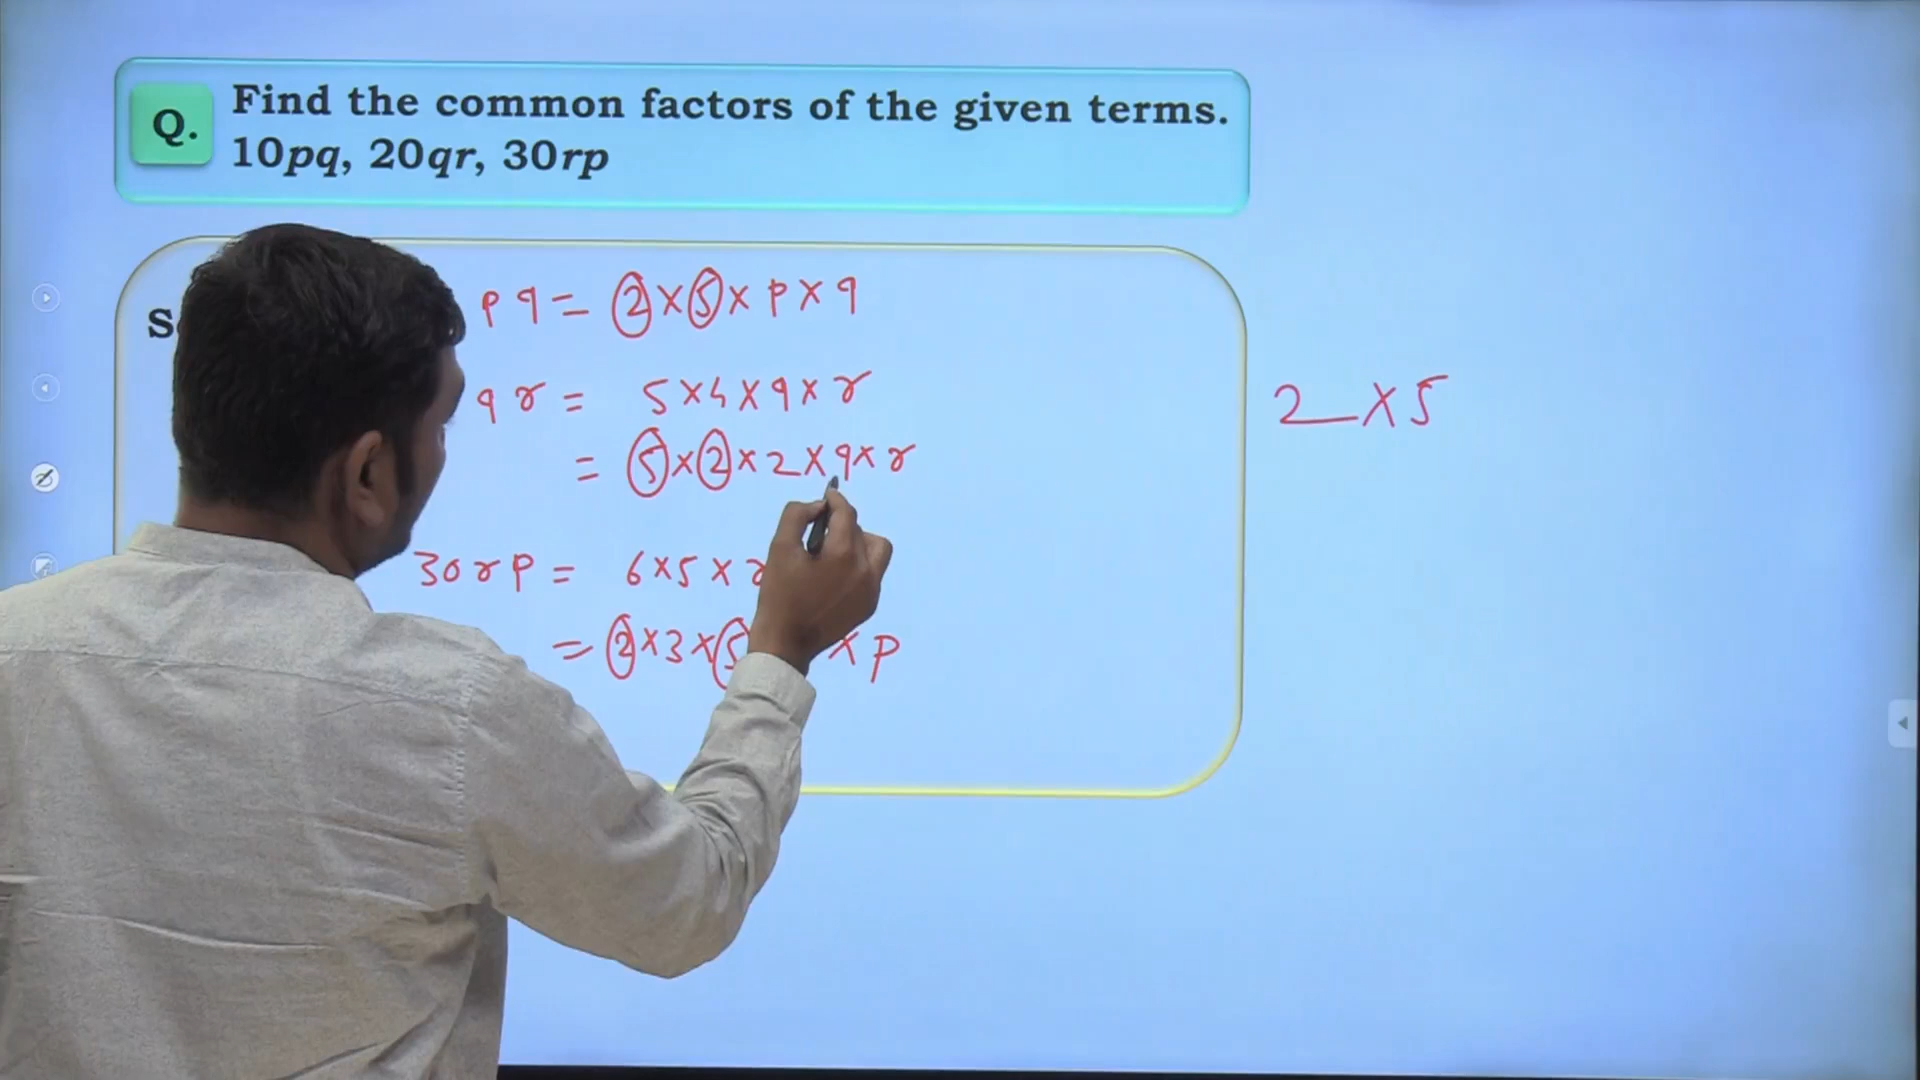 Q. Find the common factors of the given terms.
10pq, 20qr, 30rp
pq = 2 × 5 × p × q
qr = 5 × 4 × q × r
2 × 5
= 5 × 2 × 2 × q × r
30rp = 6 × 5 ×
= 2 × 3 × 5 × p